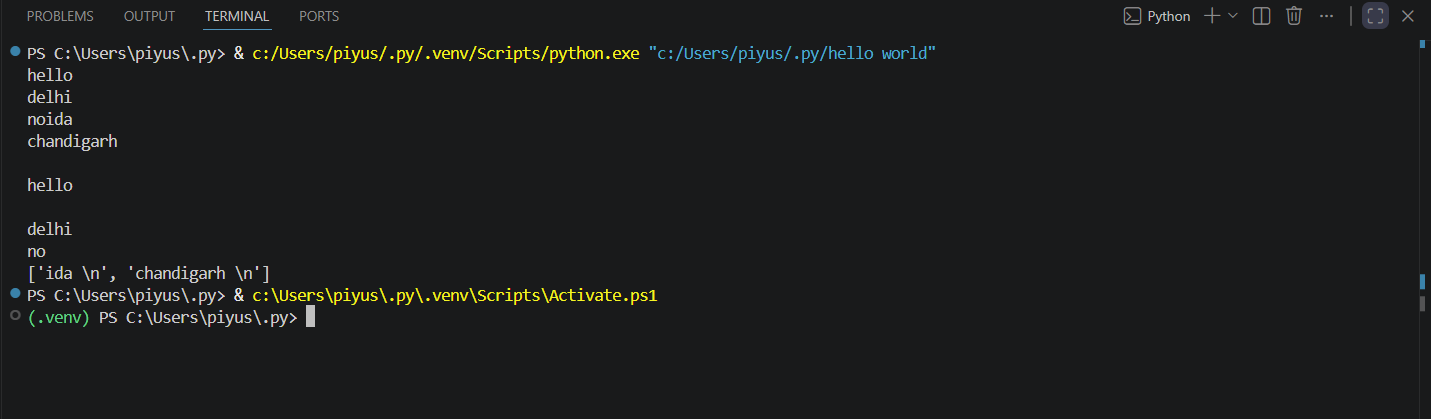 PROBLEMS OUTPUT TERMINAL PORTS Python
PS C:\Users\piyus\.py> & c:/Users/piyus/.py/.venv/Scripts/python.exe "c:/Users/piyus/.py/hello world"
hello
delhi
noida
chandigarh
hello
delhi
no
['ida \n', 'chandigarh \n']
PS C:\Users\piyus\.py> & c:\Users\piyus\.py\.venv\Scripts\Activate.ps1
(.venv) PS C:\Users\piyus\.py>